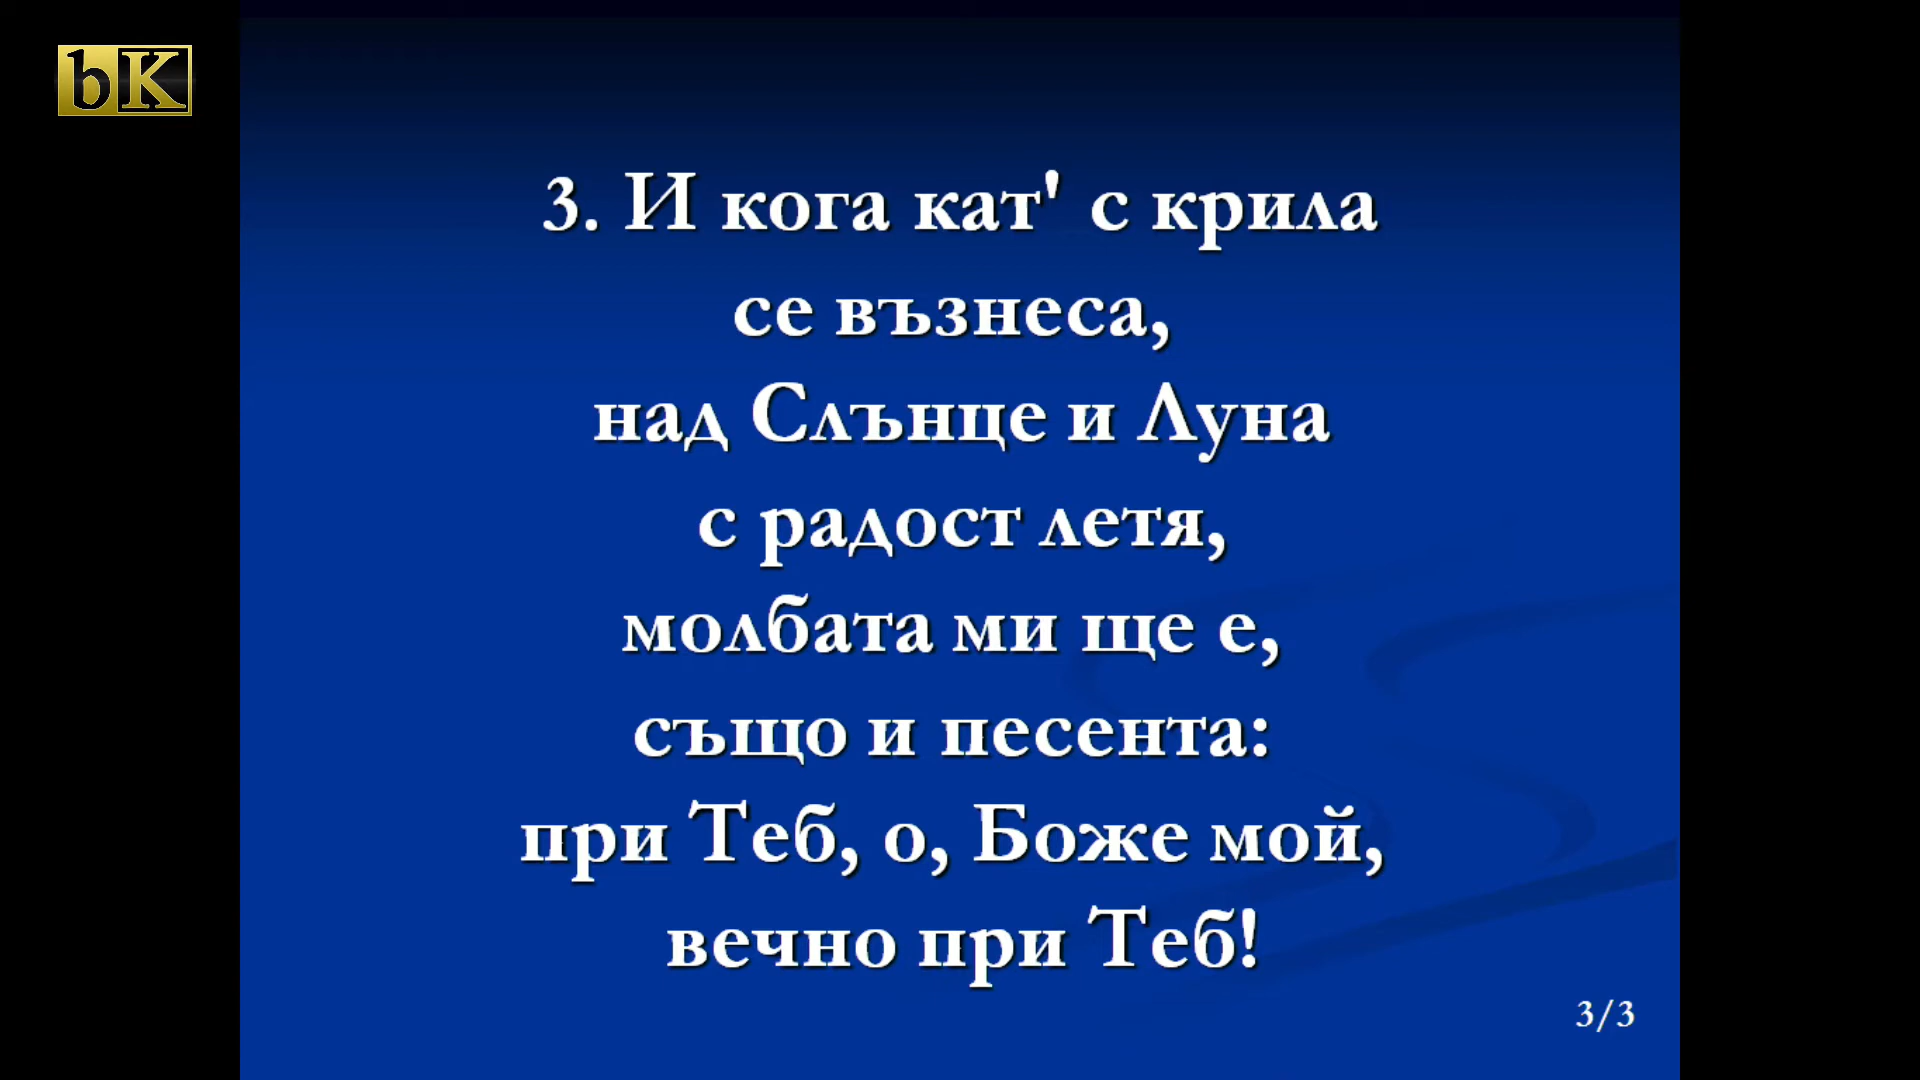 bK
3. И кога кат' с крила
се възнеса,
над Слънце и Луна
с радост летя,
молбата ми ще е,
също и песента:
при Теб, о, Боже мой,
вечно при Теб!
3/3